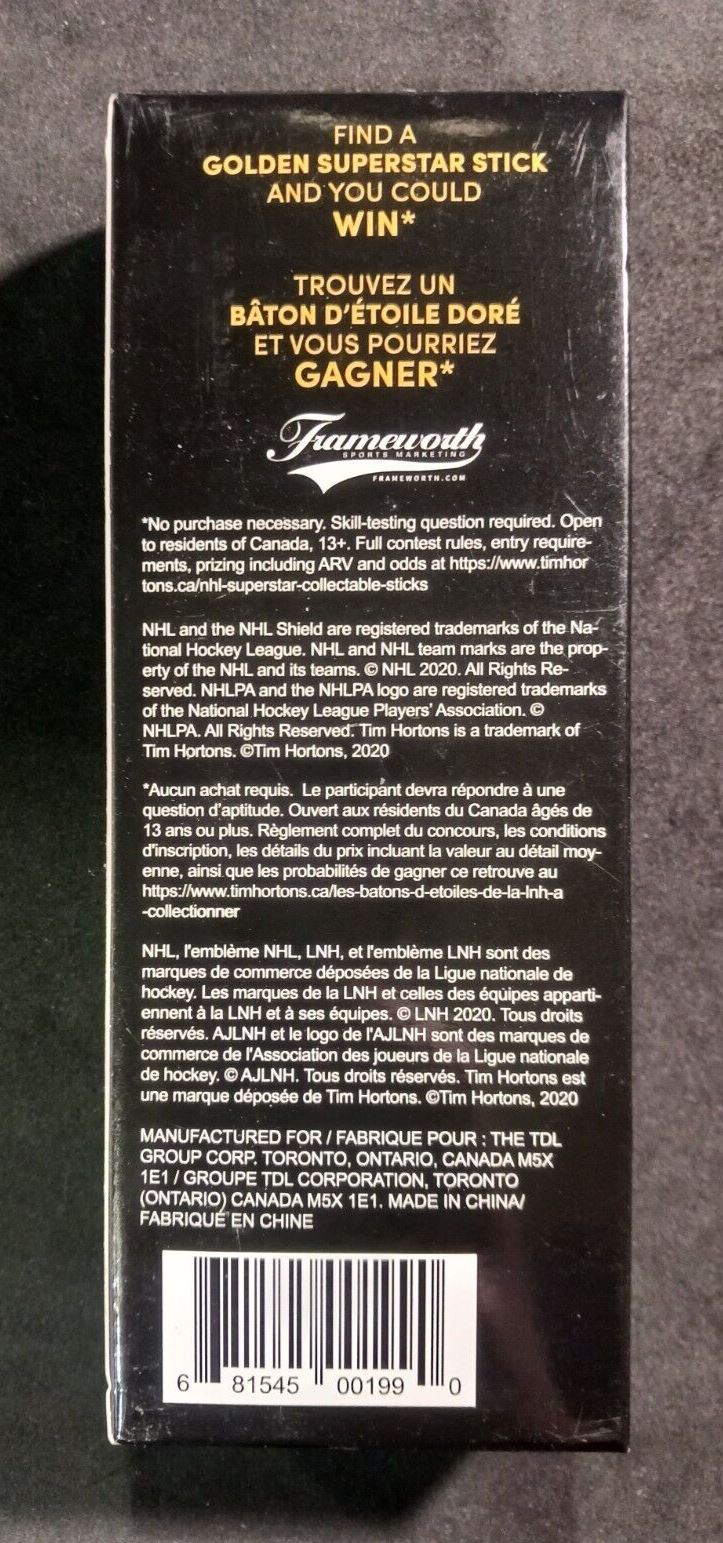 FIND A
GOLDEN SUPERSTAR STICK
AND YOU COULD
WIN*
TROUVEZ UN
BÂTON D'ÉTOILE DORÉ
ET VOUS POURRIEZ
GAGNER*
Frameworth
SPORTS MARKETING
FRAMEWORTH.COM
*No purchase necessary. Skill-testing question required. Open
to residents of Canada, 13+. Full contest rules, entry require-
ments, prizing including ARV and odds at https://www.timhor
tons.ca/nhl-superstar-collectable-sticks
NHL and the NHL Shield are registered trademarks of the Na-
tional Hockey League. NHL and NHL team marks are the prop-
erty of the NHL and its teams. © NHL 2020. All Rights Re-
served. NHLPA and the NHLPA logo are registered trademarks
of the National Hockey League Players' Association. ©
NHLPA. All Rights Reserved. Tim Hortons is a trademark of
Tim Hortons. ©Tim Hortons, 2020
*Aucun achat requis. Le participant devra répondre à une
question d'aptitude. Ouvert aux résidents du Canada âgés de
13 ans ou plus. Règlement complet du concours, les conditions
d'inscription, les détails du prix incluant la valeur au détail moy-
enne, ainsi que les probabilités de gagner ce retrouve au
https://www.timhortons.ca/les-batons-d-etoiles-de-la-lnh-a
-collectionner
NHL, l'emblème NHL, LNH, et l'emblème LNH sont des
marques de commerce déposées de la Ligue nationale de
hockey. Les marques de la LNH et celles des équipes apparti-
ennent à la LNH et à ses équipes. © LNH 2020. Tous droits
réservés. AJLNH et le logo de l'AJLNH sont des marques de
commerce de l'Association des joueurs de la Ligue nationale
de hockey. © AJLNH. Tous droits réservés. Tim Hortons est
une marque déposée de Tim Hortons. ©Tim Hortons, 2020
MANUFACTURED FOR / FABRIQUE POUR : THE TDL
GROUP CORP. TORONTO, ONTARIO, CANADA M5X
1E1 / GROUPE TDL CORPORATION, TORONTO
(ONTARIO) CANADA M5X 1E1. MADE IN CHINA/
FABRIQUÉ EN CHINE
6 81545 00199 0